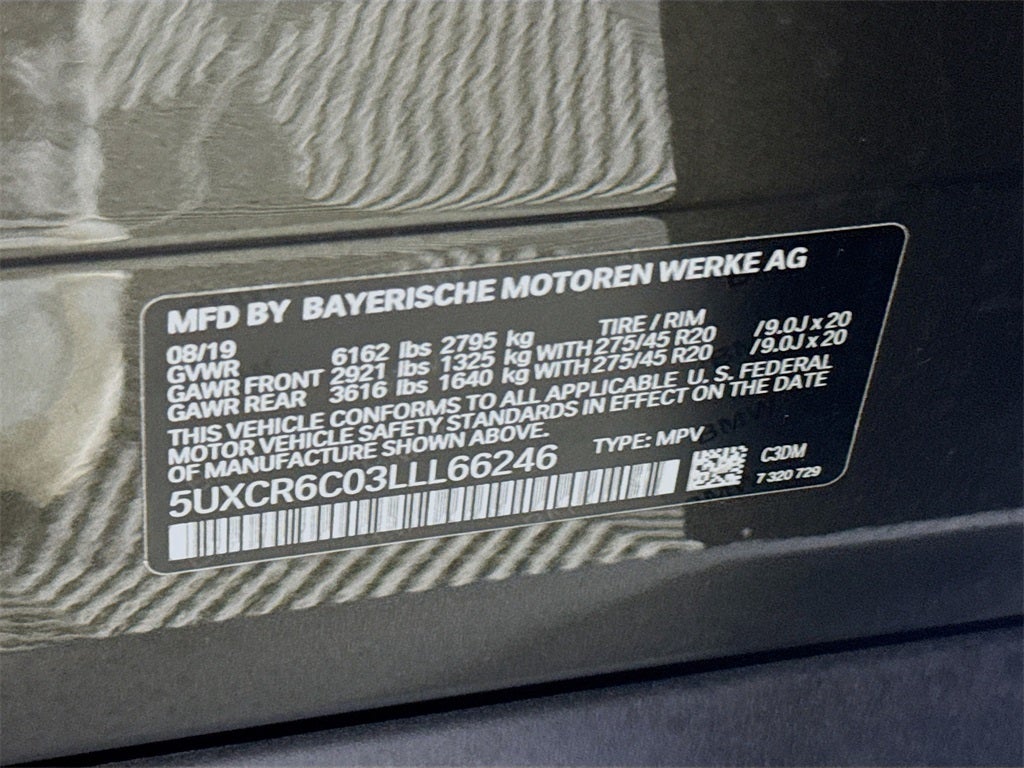 MFD BY BAYERISCHE MOTOREN WERKE AG
08/19 TIRE / RIM
GVWR 6162 lbs 2795 kg
GAWR FRONT 2921 lbs 1325 kg WITH 275/45 R20 /9.0J x 20
GAWR REAR 3616 lbs 1640 kg WITH 275/45 R20 /9.0J x 20
THIS VEHICLE CONFORMS TO ALL APPLICABLE U. S. FEDERAL
MOTOR VEHICLE SAFETY STANDARDS IN EFFECT ON THE DATE
OF MANUFACTURE SHOWN ABOVE.
TYPE: MPV
5UXCR6C03LLL66246
C3DM
7 320 729